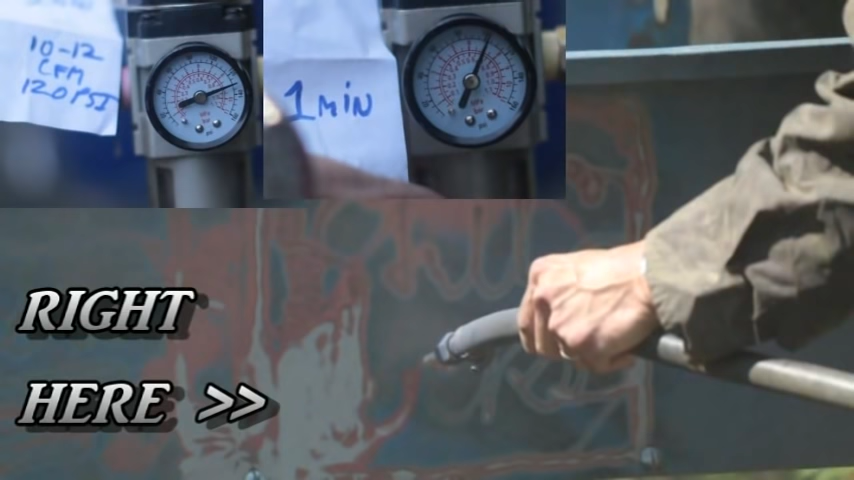 10-12
CFM
120 PSI
1 MIN
RIGHT
HERE >>